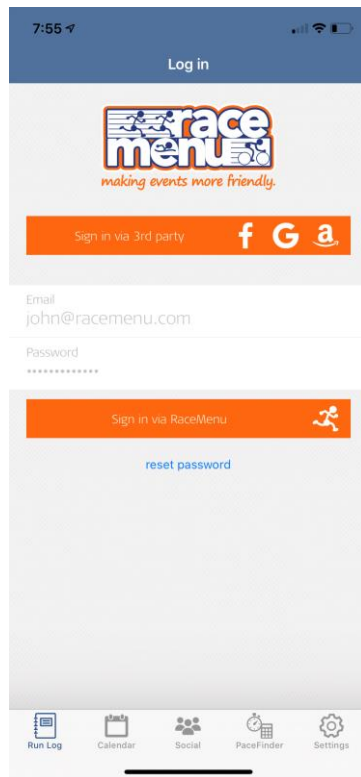 7:55
Log in
race
menu
making events more friendly.
Sign in via 3rd party
Email
john@racemenu.com
Password
•••••••••••••
Sign in via RaceMenu
reset password
Run Log
Calendar
Social
PaceFinder
Settings